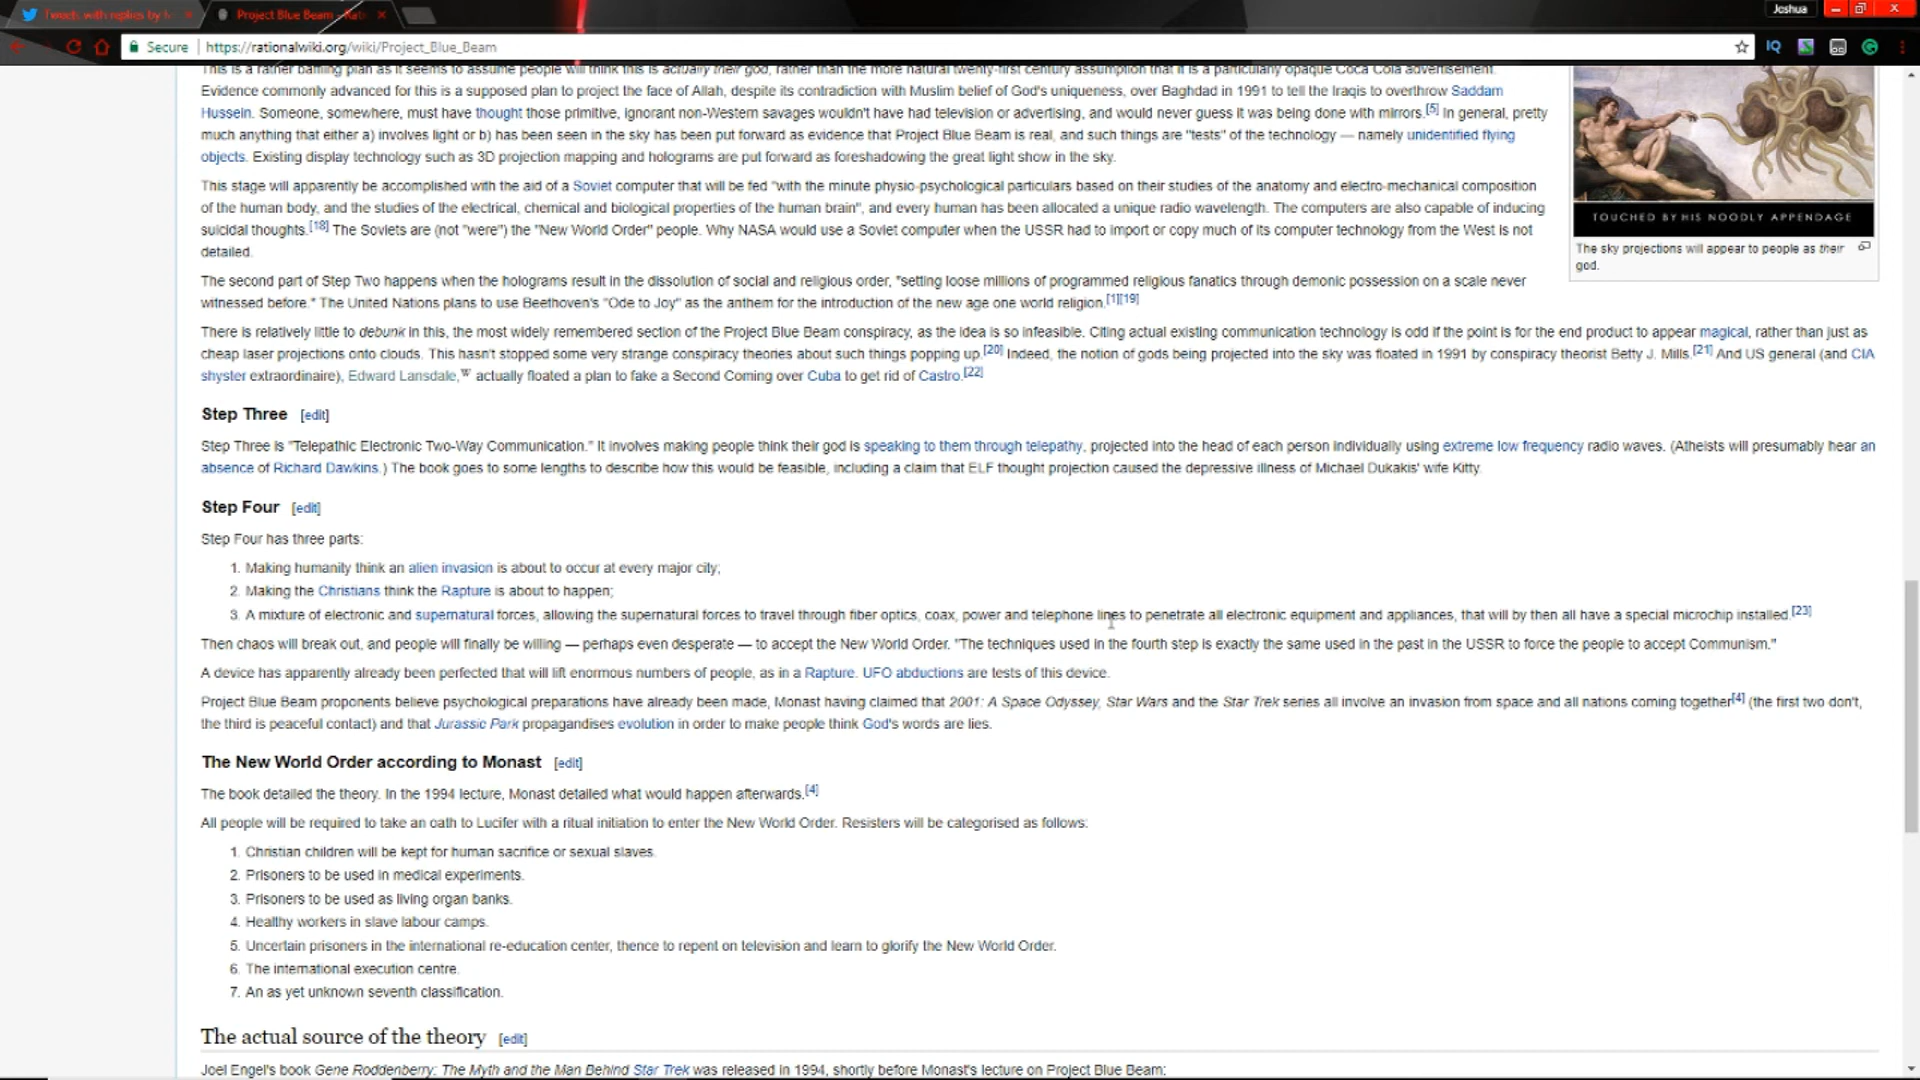 Tweets with replies by
Project Blue Beam - Rati
Joshua
Secure https://rationalwiki.org/wiki/Project_Blue_Beam
This is a rather baffling plan as it seems to assume people will think this is actually their god, rather than the more natural twenty-first century assumption that it is a particularly opaque Coca Cola advertisement.
Evidence commonly advanced for this is a supposed plan to project the face of Allah, despite its contradiction with Muslim belief of God's uniqueness, over Baghdad in 1991 to tell the Iraqis to overthrow Saddam
Hussein. Someone, somewhere, must have thought those primitive, ignorant non-Western savages wouldn't have had television or advertising, and would never guess it was being done with mirrors.[5] In general, pretty
much anything that either a) involves light or b) has been seen in the sky has been put forward as evidence that Project Blue Beam is real, and such things are "tests" of the technology — namely unidentified flying
objects. Existing display technology such as 3D projection mapping and holograms are put forward as foreshadowing the great light show in the sky.
TOUCHED BY HIS NOODLY APPENDAGE
The sky projections will appear to people as their
god.
This stage will apparently be accomplished with the aid of a Soviet computer that will be fed "with the minute physio-psychological particulars based on their studies of the anatomy and electro-mechanical composition
of the human body, and the studies of the electrical, chemical and biological properties of the human brain", and every human has been allocated a unique radio wavelength. The computers are also capable of inducing
suicidal thoughts.[18] The Soviets are (not "were") the "New World Order" people. Why NASA would use a Soviet computer when the USSR had to import or copy much of its computer technology from the West is not
detailed.
The second part of Step Two happens when the holograms result in the dissolution of social and religious order, "setting loose millions of programmed religious fanatics through demonic possession on a scale never
witnessed before." The United Nations plans to use Beethoven's "Ode to Joy" as the anthem for the introduction of the new age one world religion.[1][19]
There is relatively little to debunk in this, the most widely remembered section of the Project Blue Beam conspiracy, as the idea is so infeasible. Citing actual existing communication technology is odd if the point is for the end product to appear magical, rather than just as
cheap laser projections onto clouds. This hasn't stopped some very strange conspiracy theories about such things popping up.[20] Indeed, the notion of gods being projected into the sky was floated in 1991 by conspiracy theorist Betty J. Mills.[21] And US general (and CIA
shyster extraordinaire), Edward Lansdale,W actually floated a plan to fake a Second Coming over Cuba to get rid of Castro.[22]
Step Three [edit]
Step Three is "Telepathic Electronic Two-Way Communication." It involves making people think their god is speaking to them through telepathy, projected into the head of each person individually using extreme low frequency radio waves. (Atheists will presumably hear an
absence of Richard Dawkins.) The book goes to some lengths to describe how this would be feasible, including a claim that ELF thought projection caused the depressive illness of Michael Dukakis' wife Kitty.
Step Four [edit]
Step Four has three parts:
1. Making humanity think an alien invasion is about to occur at every major city;
2. Making the Christians think the Rapture is about to happen;
3. A mixture of electronic and supernatural forces, allowing the supernatural forces to travel through fiber optics, coax, power and telephone lines to penetrate all electronic equipment and appliances, that will by then all have a special microchip installed.[23]
Then chaos will break out, and people will finally be willing — perhaps even desperate — to accept the New World Order. "The techniques used in the fourth step is exactly the same used in the past in the USSR to force the people to accept Communism."
A device has apparently already been perfected that will lift enormous numbers of people, as in a Rapture. UFO abductions are tests of this device.
Project Blue Beam proponents believe psychological preparations have already been made, Monast having claimed that 2001: A Space Odyssey, Star Wars and the Star Trek series all involve an invasion from space and all nations coming together[4] (the first two don't,
the third is peaceful contact) and that Jurassic Park propagandises evolution in order to make people think God's words are lies.
The New World Order according to Monast [edit]
The book detailed the theory. In the 1994 lecture, Monast detailed what would happen afterwards.[4]
All people will be required to take an oath to Lucifer with a ritual initiation to enter the New World Order. Resisters will be categorised as follows:
1. Christian children will be kept for human sacrifice or sexual slaves.
2. Prisoners to be used in medical experiments.
3. Prisoners to be used as living organ banks.
4. Healthy workers in slave labour camps.
5. Uncertain prisoners in the international re-education center, thence to repent on television and learn to glorify the New World Order.
6. The international execution centre.
7. An as yet unknown seventh classification.
The actual source of the theory [edit]
Joel Engel's book Gene Roddenberry: The Myth and the Man Behind Star Trek was released in 1994, shortly before Monast's lecture on Project Blue Beam: